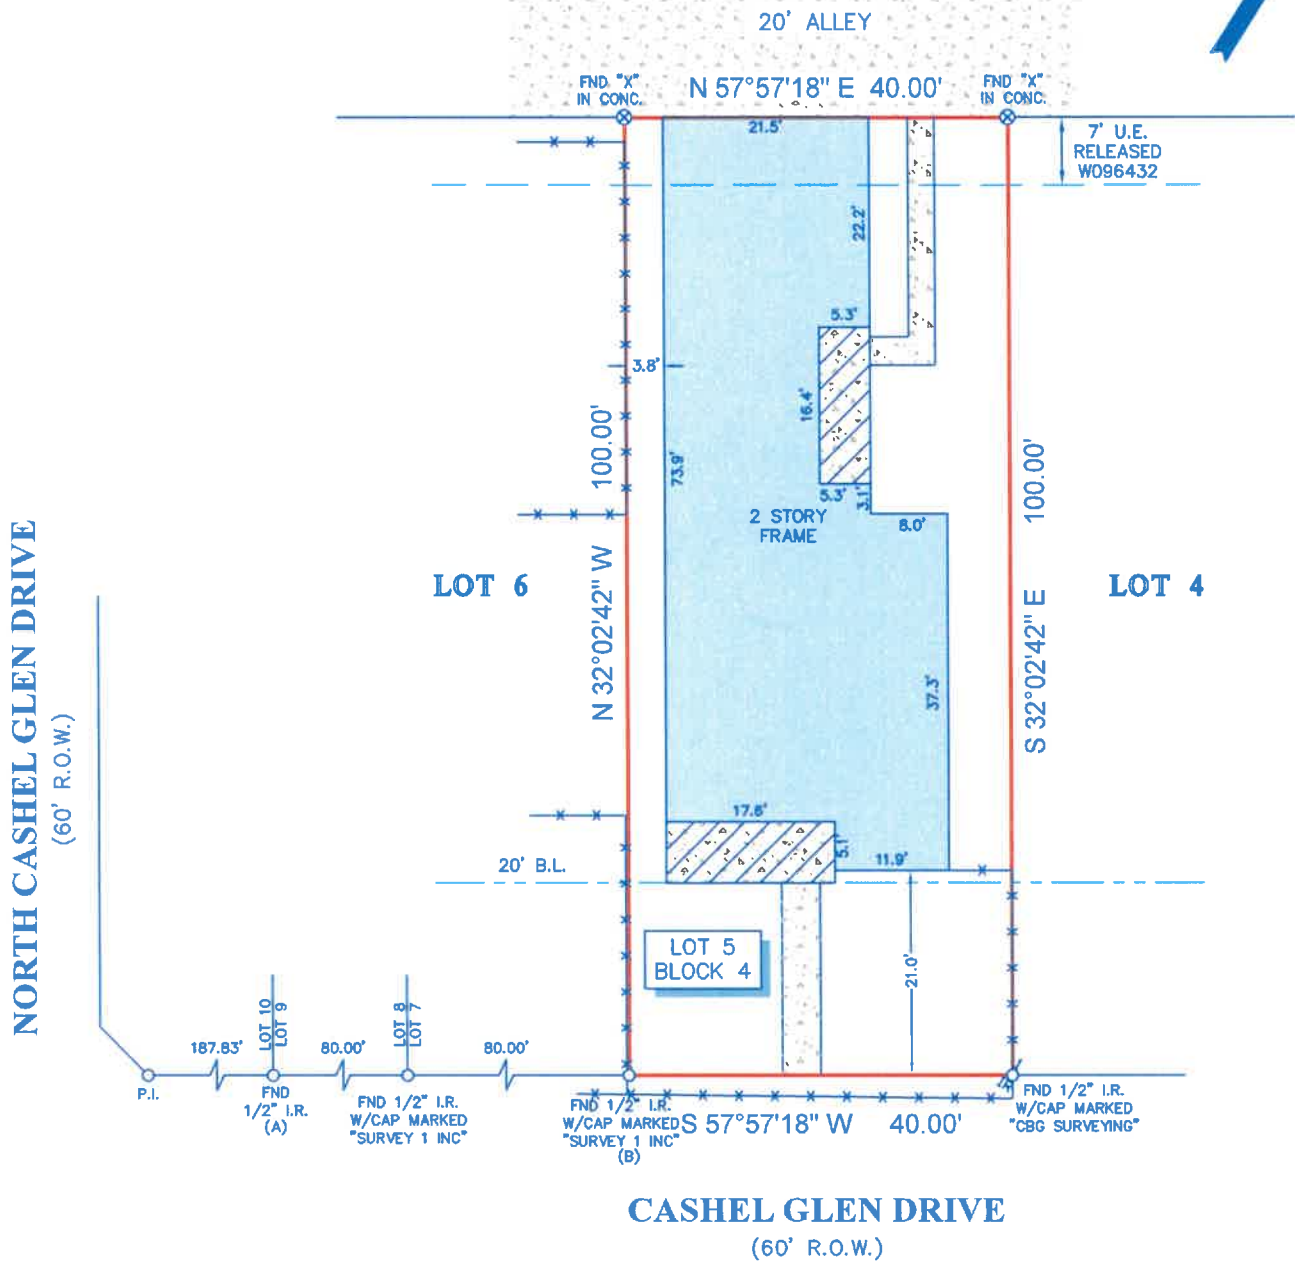 20' ALLEY
FND "X"
IN CONC.
N 57°57'18" E 40.00'
FND "X"
IN CONC.
21.5'
7' U.E.
RELEASED
W096432
22.2'
5.3'
3.8'
16.4'
100.00'
73.9'
100.00'
5.3'
3.1'
2 STORY
FRAME
8.0'
LOT 6
LOT 4
N 32°02'42" W
S 32°02'42" E
37.3'
NORTH CASHEL GLEN DRIVE
(60' R.O.W.)
17.6'
5.1'
11.9'
20' B.L.
LOT 5
BLOCK 4
21.0'
187.83'
LOT 10
LOT 9
80.00'
LOT 8
LOT 7
80.00'
P.I.
FND
1/2" I.R.
(A)
FND 1/2" I.R.
W/CAP MARKED
"SURVEY 1 INC"
FND 1/2" I.R.
W/CAP MARKED
"SURVEY 1 INC"
(B)
S 57°57'18" W 40.00'
FND 1/2" I.R.
W/CAP MARKED
"CBG SURVEYING"
CASHEL GLEN DRIVE
(60' R.O.W.)